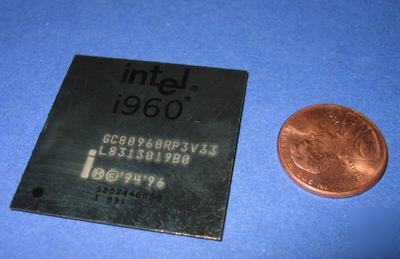 intel®
i960®
GC80960RP3V33
L8313019B0
i Ⓜ © '94 '96